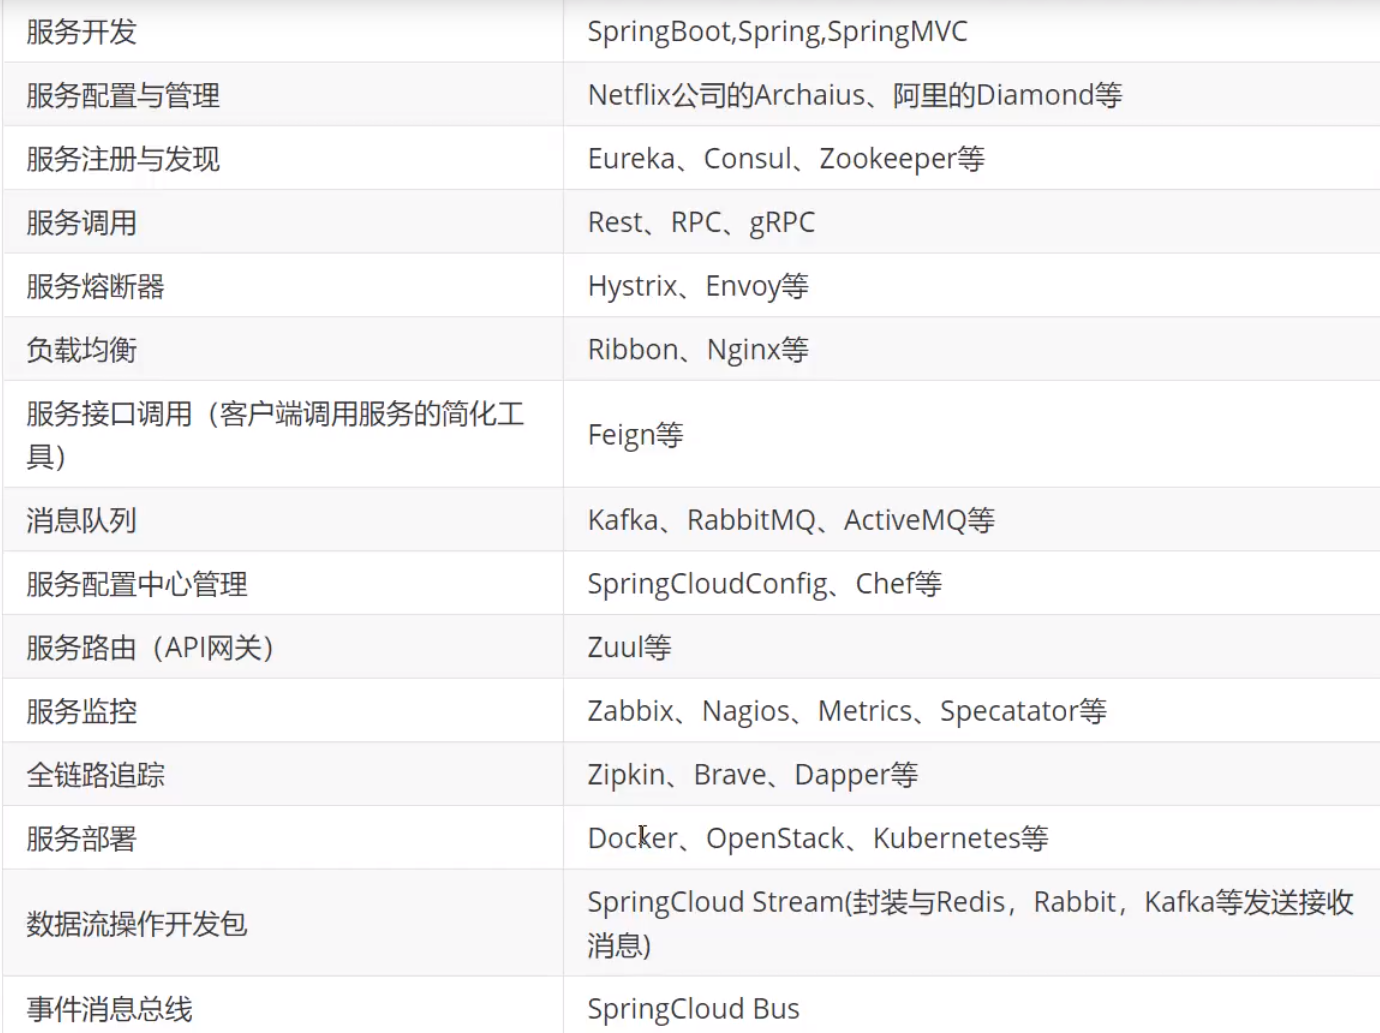 服务开发
SpringBoot,Spring,SpringMVC
服务配置与管理
Netflix公司的Archaius、阿里的Diamond等
服务注册与发现
Eureka、Consul、Zookeeper等
服务调用
Rest、RPC、gRPC
服务熔断器
Hystrix、Envoy等
负载均衡
Ribbon、Nginx等
服务接口调用（客户端调用服务的简化工
具）
Feign等
消息队列
Kafka、RabbitMQ、ActiveMQ等
服务配置中心管理
SpringCloudConfig、Chef等
服务路由（API网关）
Zuul等
服务监控
Zabbix、Nagios、Metrics、Specatator等
全链路追踪
Zipkin、Brave、Dapper等
服务部署
Docker、OpenStack、Kubernetes等
数据流操作开发包
SpringCloud Stream(封装与Redis，Rabbit，Kafka等发送接收
消息)
事件消息总线
SpringCloud Bus